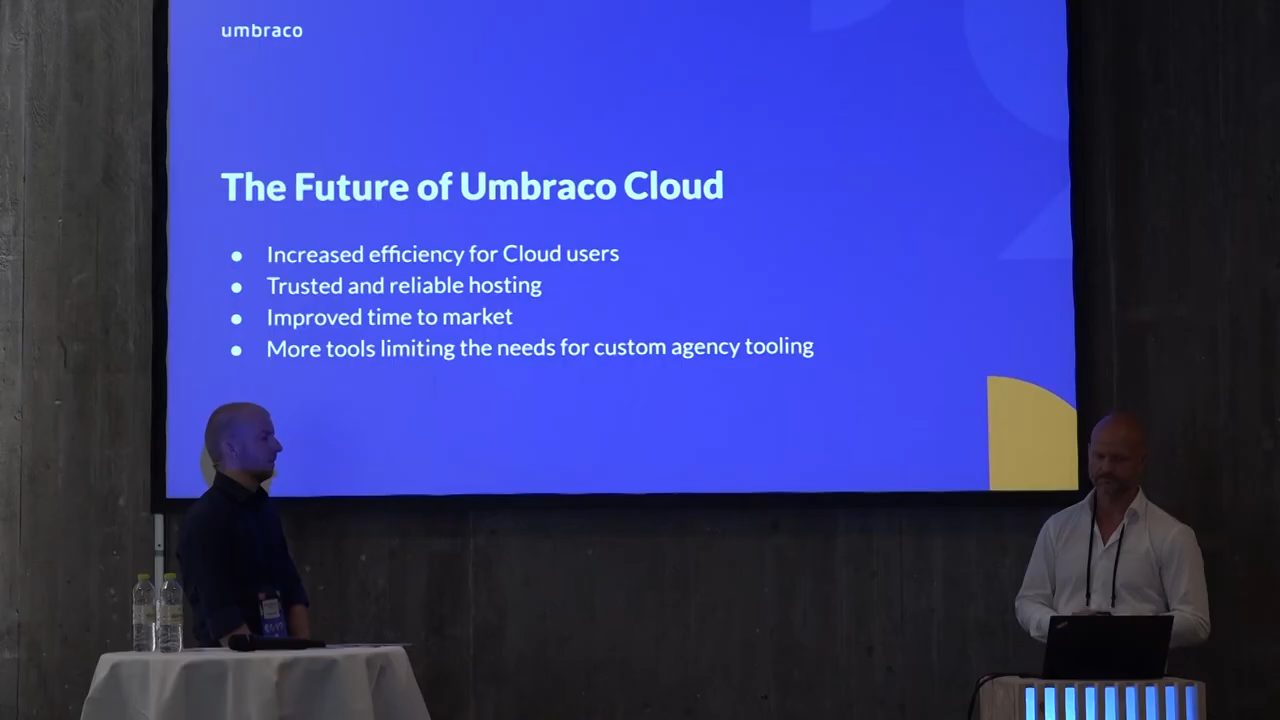 umbraco
The Future of Umbraco Cloud
● Increased efficiency for Cloud users
● Trusted and reliable hosting
● Improved time to market
● More tools limiting the needs for custom agency tooling